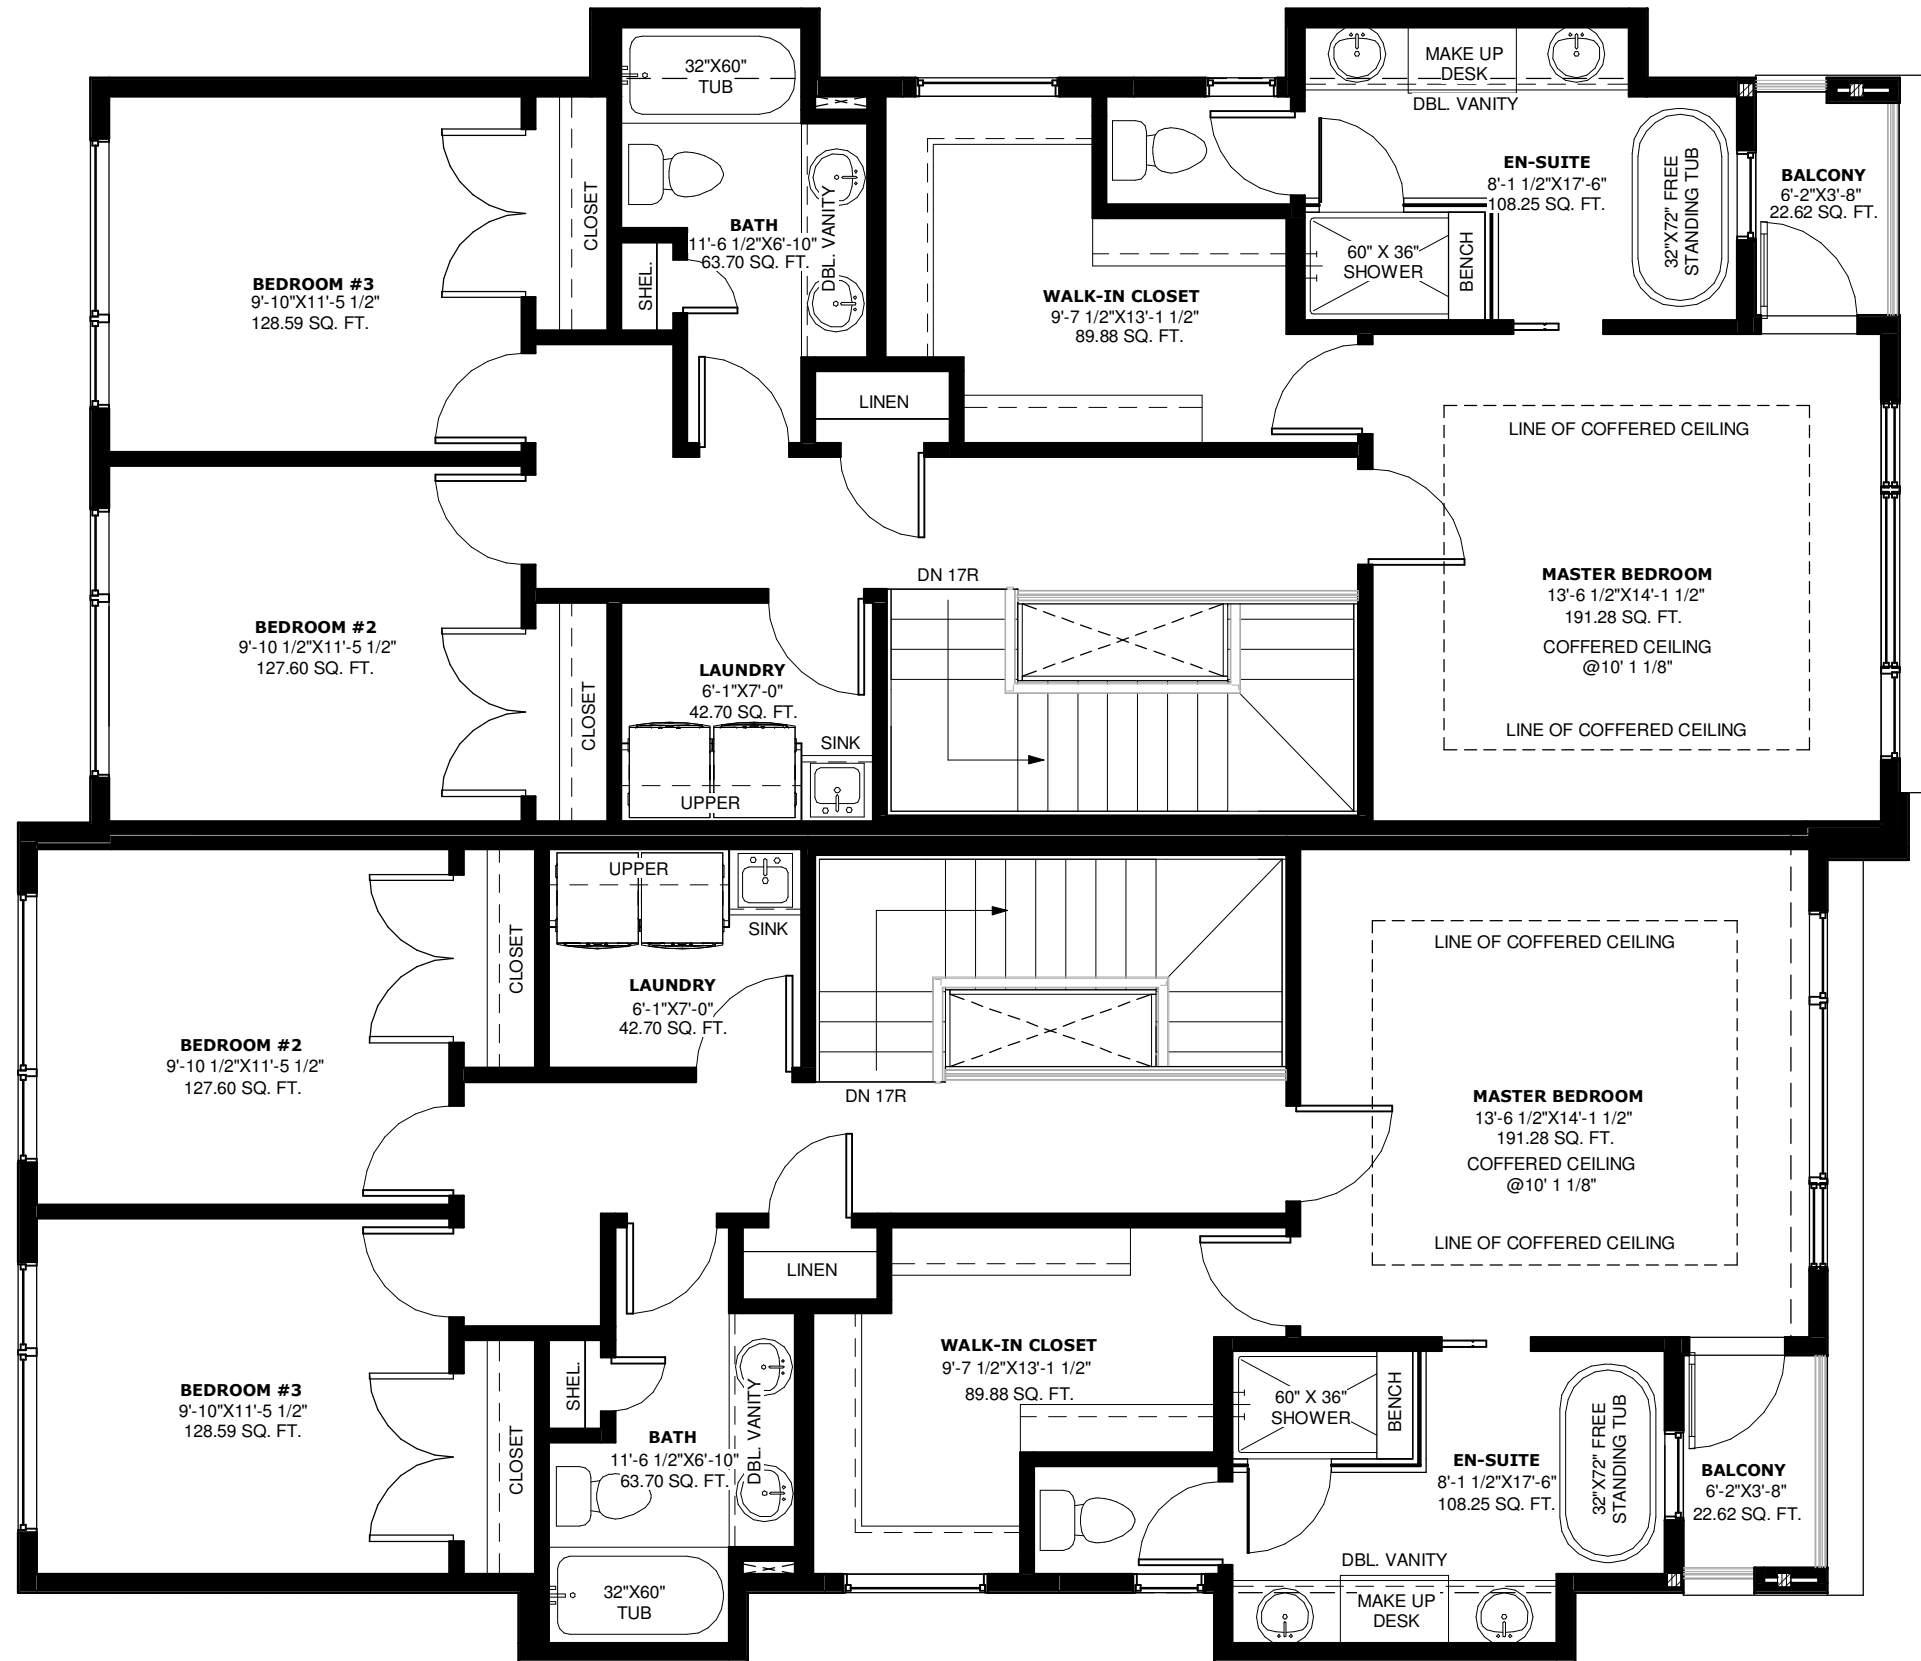 32"X60"
TUB
MAKE UP
DESK
DBL. VANITY
CLOSET
BATH
11'-6 1/2"X6'-10"
63.70 SQ. FT.
DBL. VANITY
SHEL.
EN-SUITE
8'-1 1/2"X17'-6"
108.25 SQ. FT.
32"X72" FREE
STANDING TUB
BALCONY
6'-2"X3'-8"
22.62 SQ. FT.
60" X 36"
SHOWER
BENCH
BEDROOM #3
9'-10"X11'-5 1/2"
128.59 SQ. FT.
WALK-IN CLOSET
9'-7 1/2"X13'-1 1/2"
89.88 SQ. FT.
LINEN
LINE OF COFFERED CEILING
DN 17R
MASTER BEDROOM
13'-6 1/2"X14'-1 1/2"
191.28 SQ. FT.
COFFERED CEILING
@10' 1 1/8"
LINE OF COFFERED CEILING
BEDROOM #2
9'-10 1/2"X11'-5 1/2"
127.60 SQ. FT.
CLOSET
LAUNDRY
6'-1"X7'-0"
42.70 SQ. FT.
SINK
UPPER
UPPER
SINK
CLOSET
LAUNDRY
6'-1"X7'-0"
42.70 SQ. FT.
BEDROOM #2
9'-10 1/2"X11'-5 1/2"
127.60 SQ. FT.
DN 17R
LINE OF COFFERED CEILING
MASTER BEDROOM
13'-6 1/2"X14'-1 1/2"
191.28 SQ. FT.
COFFERED CEILING
@10' 1 1/8"
LINE OF COFFERED CEILING
LINEN
WALK-IN CLOSET
9'-7 1/2"X13'-1 1/2"
89.88 SQ. FT.
BEDROOM #3
9'-10"X11'-5 1/2"
128.59 SQ. FT.
CLOSET
SHEL.
BATH
11'-6 1/2"X6'-10"
63.70 SQ. FT.
DBL. VANITY
60" X 36"
SHOWER
BENCH
EN-SUITE
8'-1 1/2"X17'-6"
108.25 SQ. FT.
32"X72" FREE
STANDING TUB
BALCONY
6'-2"X3'-8"
22.62 SQ. FT.
DBL. VANITY
MAKE UP
DESK
32"X60"
TUB